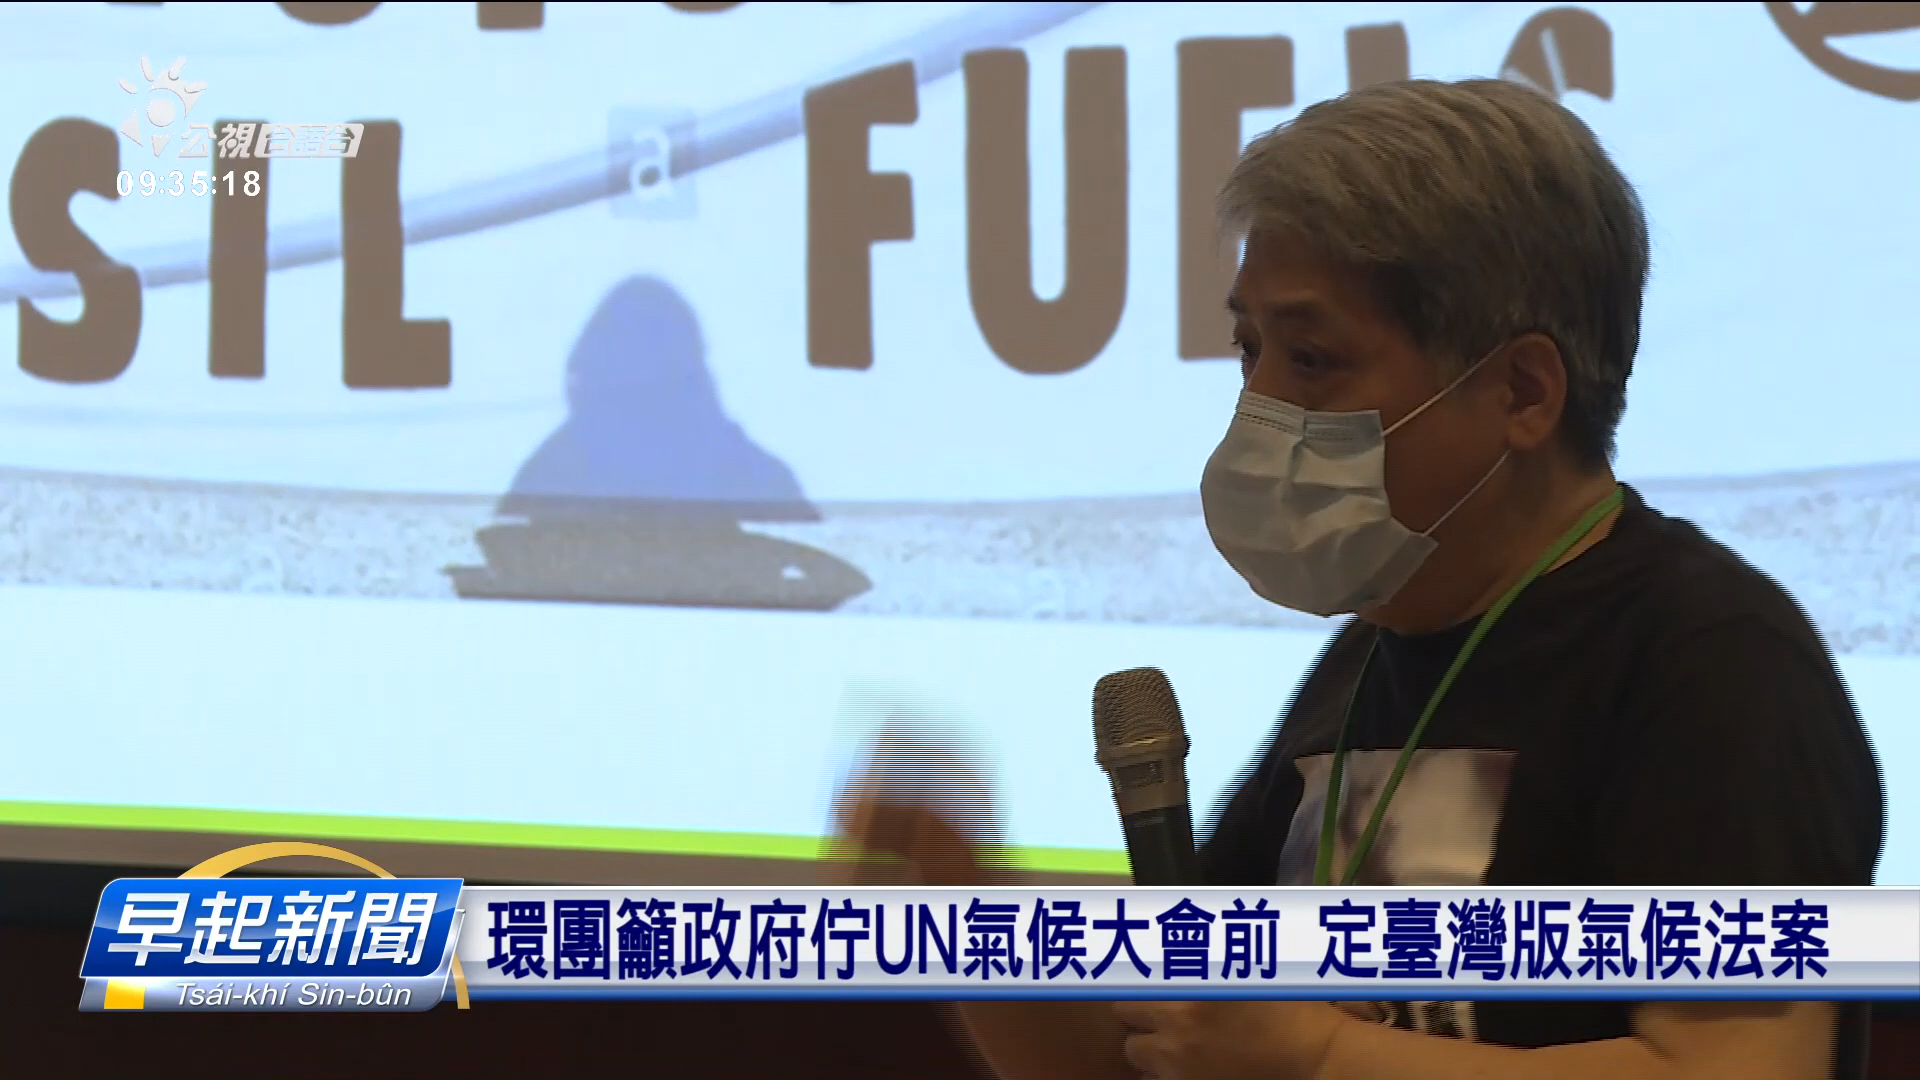 SIL FUELS
a
公視台語台
09:35:18
早起新聞
Tsái-khí Sin-bûn
環團籲政府佇UN氣候大會前 定臺灣版氣候法案